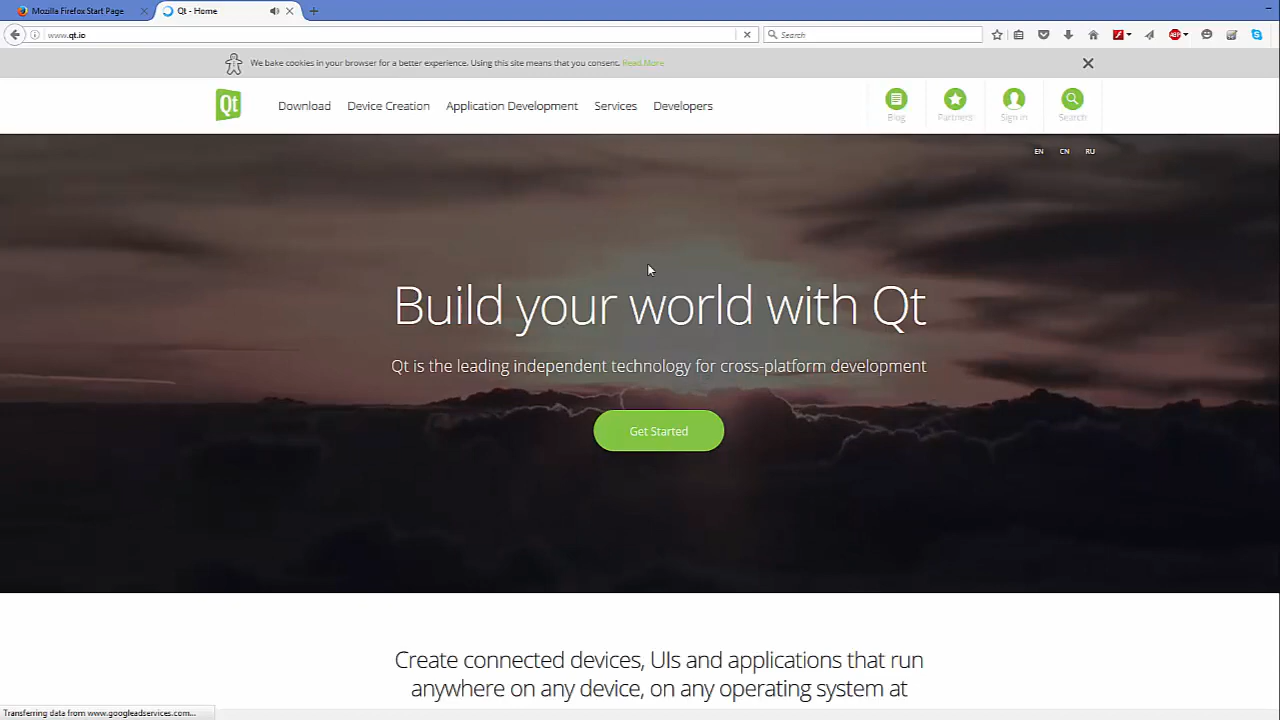 Mozilla Firefox Start Page
Qt - Home
www.qt.io
Search
We bake cookies in your browser for a better experience. Using this site means that you consent. Read More
Qt
Download
Device Creation
Application Development
Services
Developers
Blog
Partners
Sign in
Search
EN CN RU
Build your world with Qt
Qt is the leading independent technology for cross-platform development
Get Started
Create connected devices, UIs and applications that run
anywhere on any device, on any operating system at
Transferring data from www.googleadservices.com...
ABP